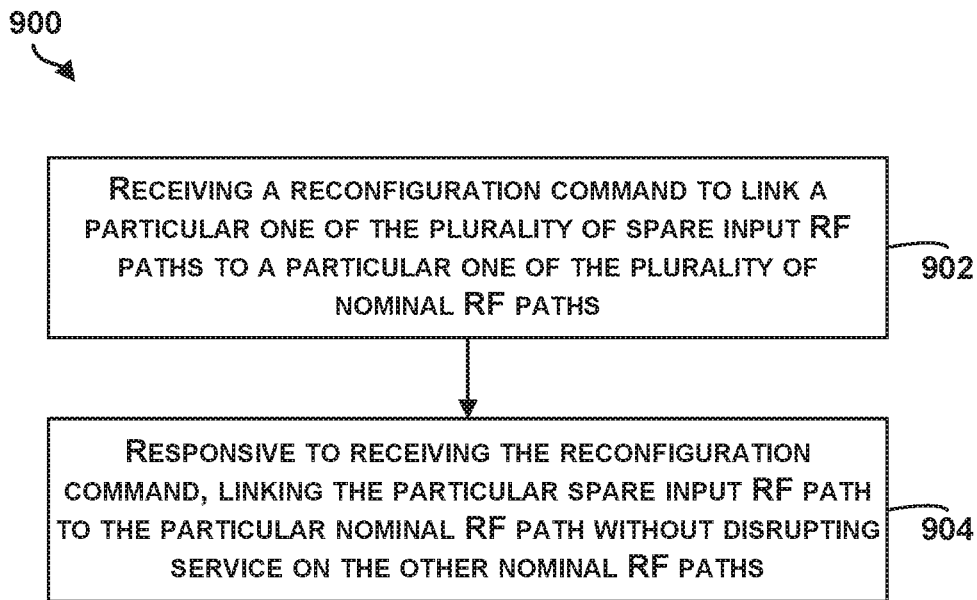 900
RECEIVING A RECONFIGURATION COMMAND TO LINK A
PARTICULAR ONE OF THE PLURALITY OF SPARE INPUT RF
PATHS TO A PARTICULAR ONE OF THE PLURALITY OF
NOMINAL RF PATHS
902
RESPONSIVE TO RECEIVING THE RECONFIGURATION
COMMAND, LINKING THE PARTICULAR SPARE INPUT RF PATH
TO THE PARTICULAR NOMINAL RF PATH WITHOUT DISRUPTING
SERVICE ON THE OTHER NOMINAL RF PATHS
904